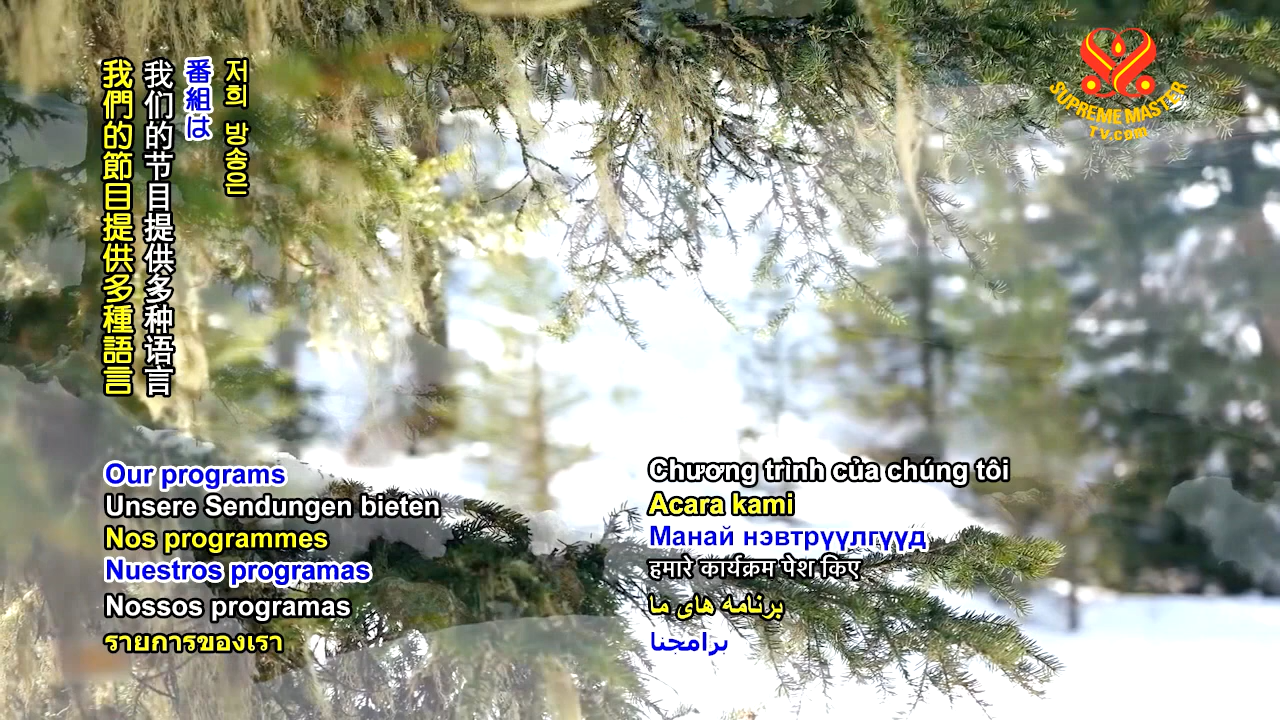 저희 방송은
番組は
我们的节目提供多种语言
我們的節目提供多種語言
SUPREME MASTER
TV.com
Our programs
Unsere Sendungen bieten
Nos programmes
Nuestros programas
Nossos programas
รายการของเรา
Chương trình của chúng tôi
Acara kami
Манай нэвтрүүлгүүд
हमारे कार्यक्रम पेश किए
برنامه های ما
برامجنا